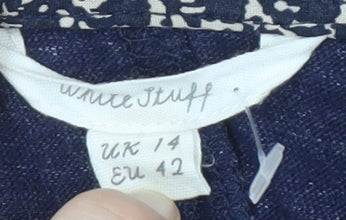 White Stuff
UK 14
EU 42